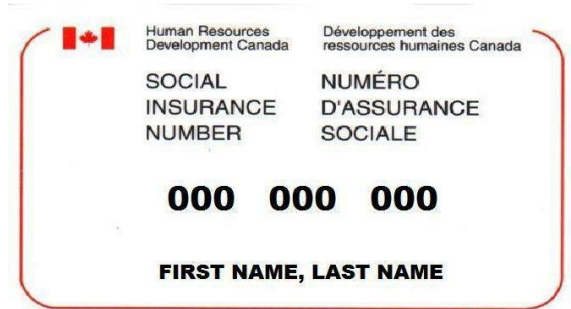 Human Resources
Development Canada
Développement des
ressources humaines Canada
SOCIAL
INSURANCE
NUMBER
NUMÉRO
D'ASSURANCE
SOCIALE
000 000 000
FIRST NAME, LAST NAME